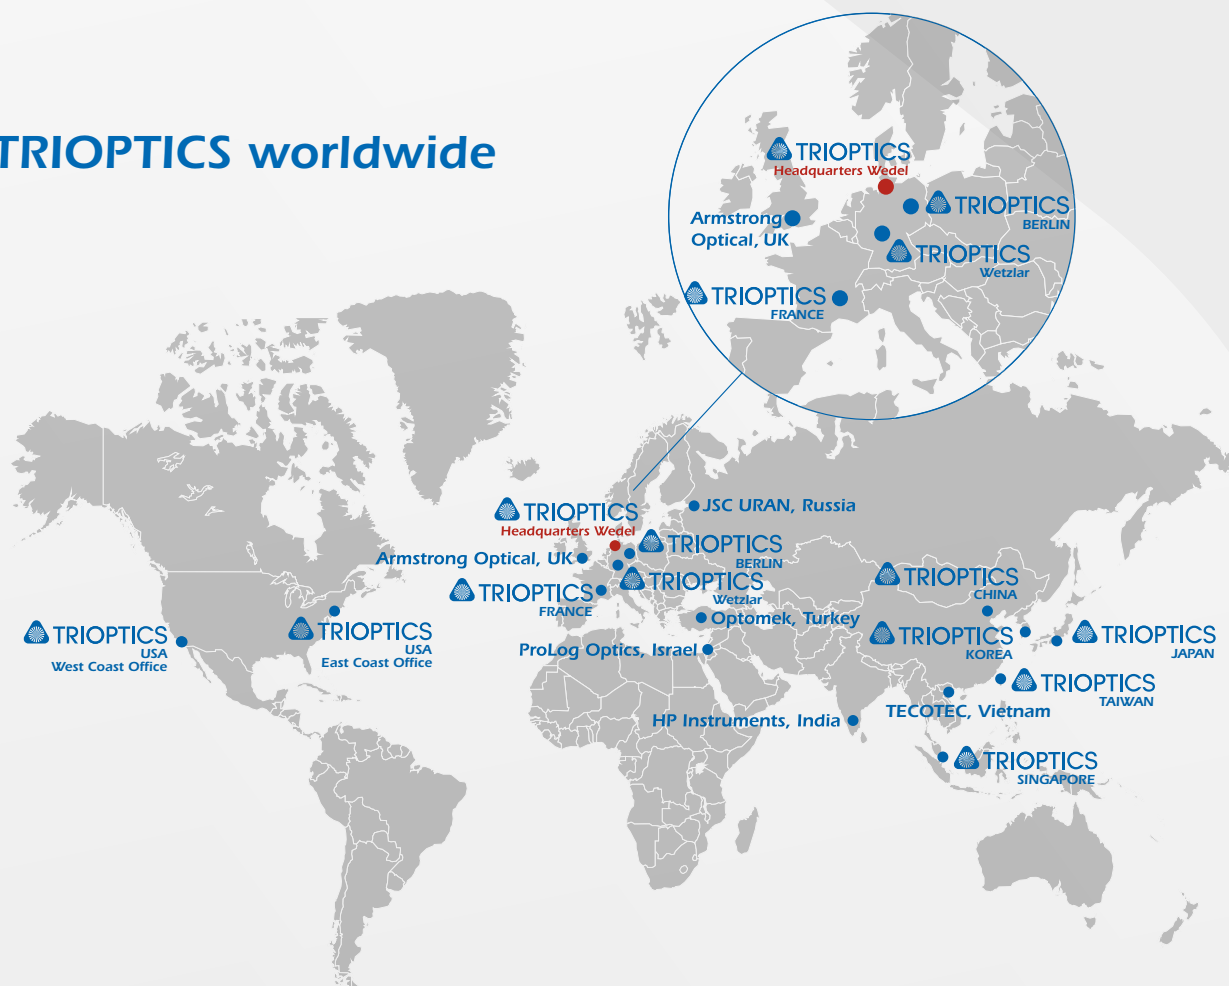 TRIOPTICS worldwide
TRIOPTICS
Headquarters Wedel
Armstrong
Optical, UK
TRIOPTICS
BERLIN
TRIOPTICS
Wetzlar
TRIOPTICS
FRANCE
JSC URAN, Russia
TRIOPTICS
Headquarters Wedel
Armstrong Optical, UK
TRIOPTICS
BERLIN
TRIOPTICS
Wetzlar
TRIOPTICS
FRANCE
Optomek, Turkey
ProLog Optics, Israel
TRIOPTICS
USA
West Coast Office
TRIOPTICS
USA
East Coast Office
TRIOPTICS
CHINA
TRIOPTICS
KOREA
TRIOPTICS
JAPAN
TRIOPTICS
TAIWAN
TECOTEC, Vietnam
HP Instruments, India
TRIOPTICS
SINGAPORE